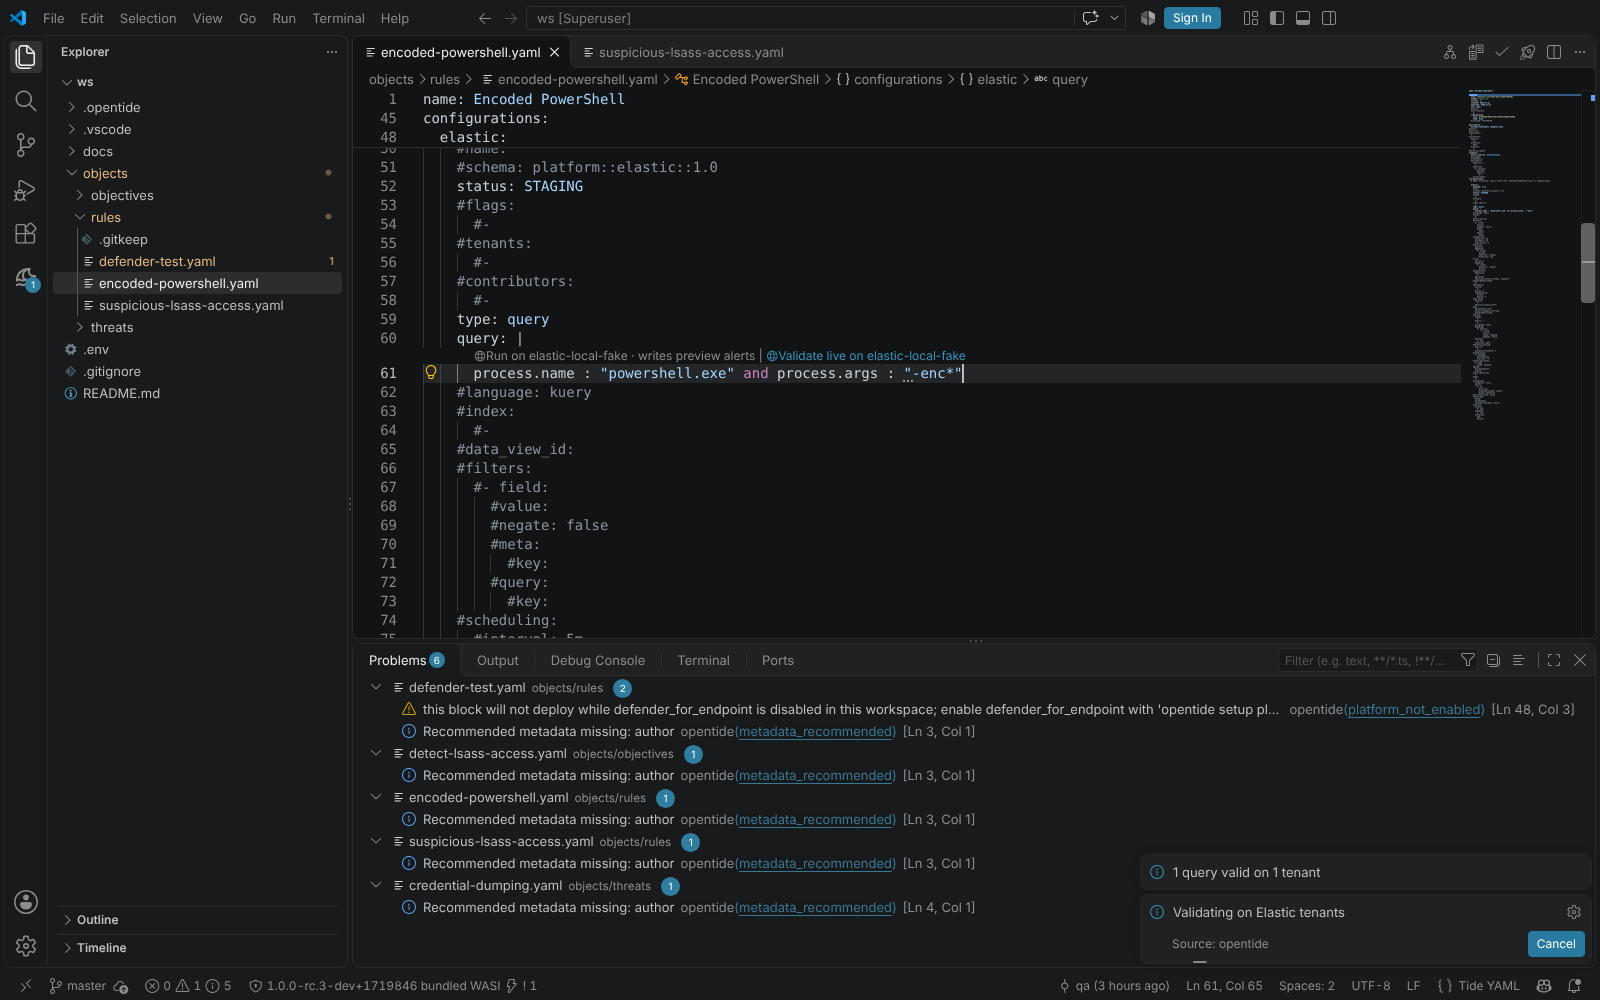 File Edit Selection View Go Run Terminal Help
ws [Superuser]
Sign In
Explorer
ws
.opentide
.vscode
docs
objects
objectives
rules
.gitkeep
defender-test.yaml 1
encoded-powershell.yaml
suspicious-lsass-access.yaml
threats
.env
.gitignore
README.md
Outline
Timeline
1
encoded-powershell.yaml
suspicious-lsass-access.yaml
objects > rules > encoded-powershell.yaml > Encoded PowerShell > { } configurations > { } elastic > abc query
1 name: Encoded PowerShell
45 configurations:
48 elastic:
50 #name:
51 #schema: platform::elastic::1.0
52 status: STAGING
53 #flags:
54 #-
55 #tenants:
56 #-
57 #contributors:
58 #-
59 type: query
60 query: |
Run on elastic-local-fake · writes preview alerts | Validate live on elastic-local-fake
61 process.name : "powershell.exe" and process.args : "-enc*"
62 #language: kuery
63 #index:
64 #-
65 #data_view_id:
66 #filters:
67 #- field:
68 #value:
69 #negate: false
70 #meta:
71 #key:
72 #query:
73 #key:
74 #scheduling:
75 #interval: 5m
Problems 6 Output Debug Console Terminal Ports
Filter (e.g. text, **/*.ts, !**/...
defender-test.yaml objects/rules 2
this block will not deploy while defender_for_endpoint is disabled in this workspace; enable defender_for_endpoint with 'opentide setup pl... opentide(platform_not_enabled) [Ln 48, Col 3]
Recommended metadata missing: author opentide(metadata_recommended) [Ln 3, Col 1]
detect-lsass-access.yaml objects/objectives 1
Recommended metadata missing: author opentide(metadata_recommended) [Ln 3, Col 1]
encoded-powershell.yaml objects/rules 1
Recommended metadata missing: author opentide(metadata_recommended) [Ln 3, Col 1]
suspicious-lsass-access.yaml objects/rules 1
Recommended metadata missing: author opentide(metadata_recommended) [Ln 3, Col 1]
credential-dumping.yaml objects/threats 1
Recommended metadata missing: author opentide(metadata_recommended) [Ln 4, Col 1]
1 query valid on 1 tenant
Validating on Elastic tenants
Source: opentide
Cancel
master 0 1 5 1.0.0-rc.3-dev+1719846 bundled WASI ! 1
qa (3 hours ago) Ln 61, Col 65 Spaces: 2 UTF-8 LF { } Tide YAML